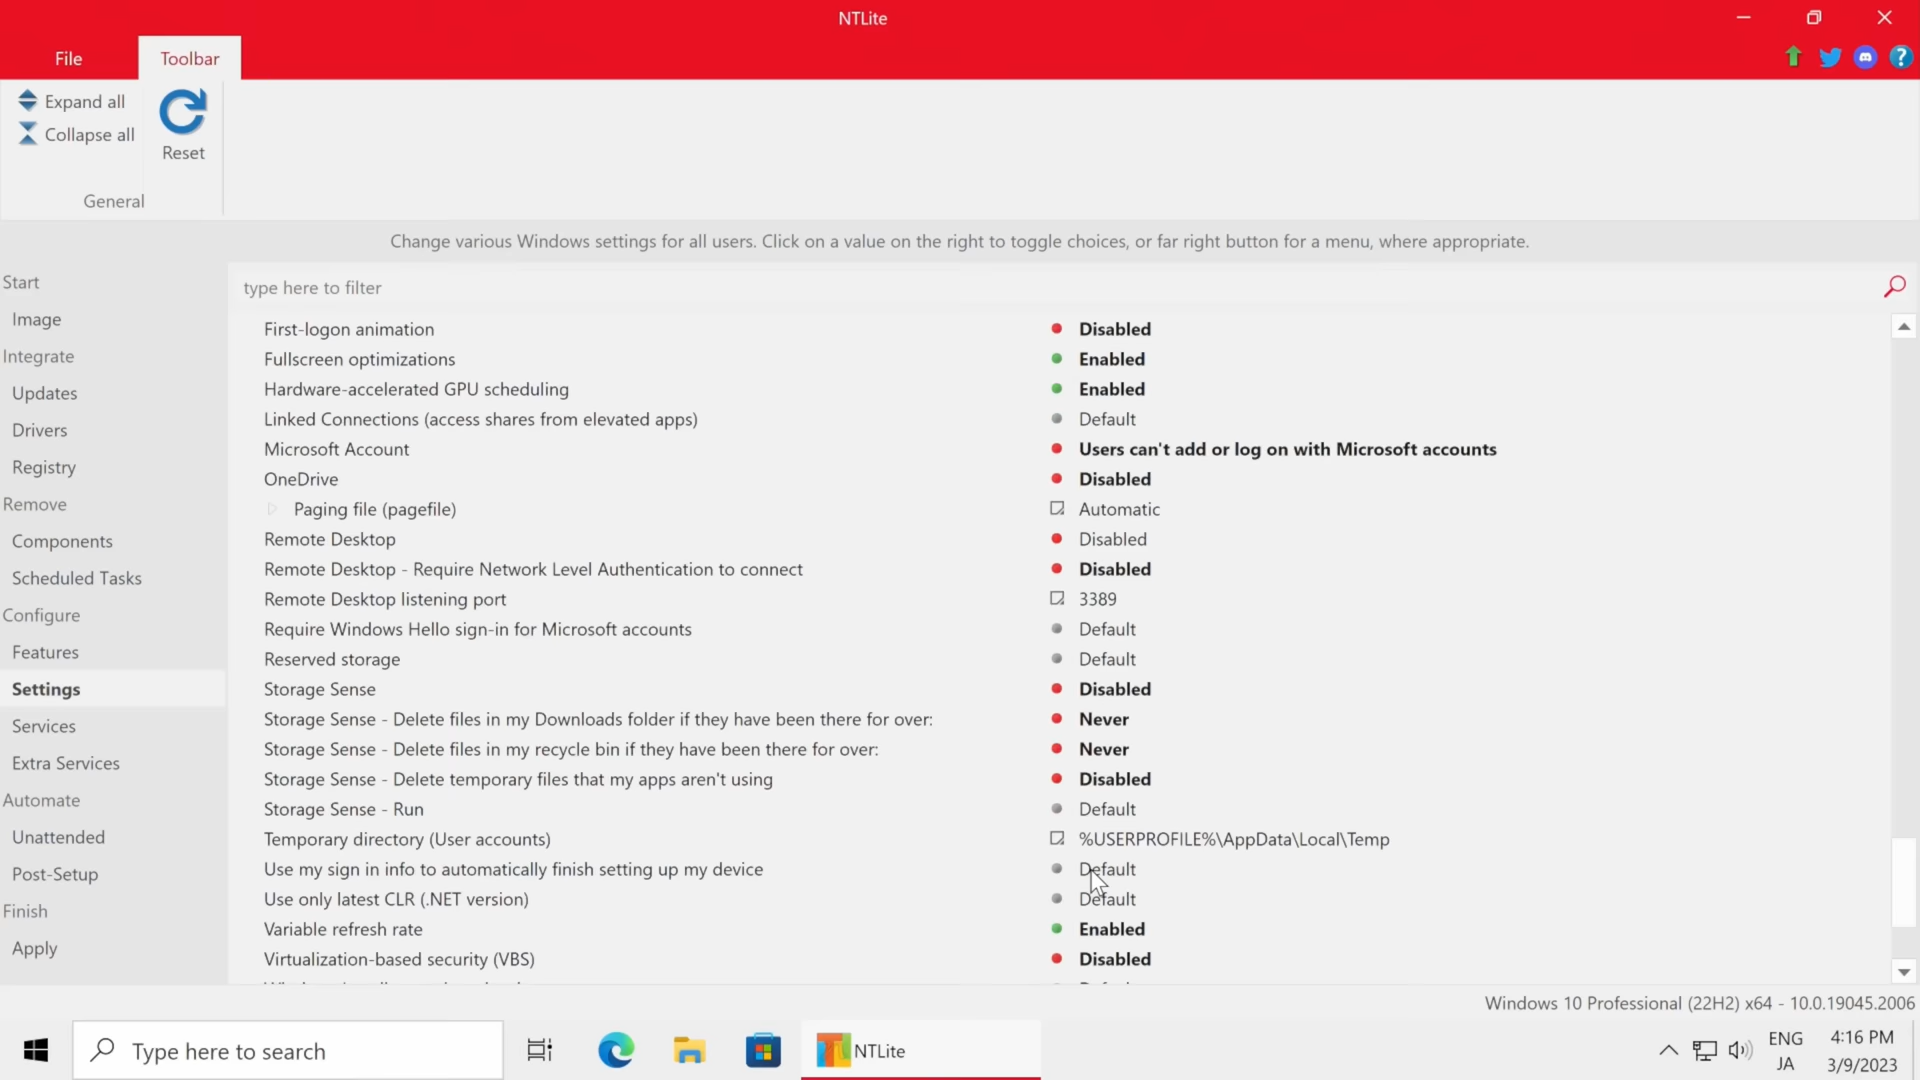 NTLite
File
Toolbar
Expand all
Collapse all
Reset
General
Change various Windows settings for all users. Click on a value on the right to toggle choices, or far right button for a menu, where appropriate.
Start
Image
Integrate
Updates
Drivers
Registry
Remove
Components
Scheduled Tasks
Configure
Features
Settings
Services
Extra Services
Automate
Unattended
Post-Setup
Finish
Apply
type here to filter
First-logon animation Disabled
Fullscreen optimizations Enabled
Hardware-accelerated GPU scheduling Enabled
Linked Connections (access shares from elevated apps) Default
Microsoft Account Users can't add or log on with Microsoft accounts
OneDrive Disabled
Paging file (pagefile) Automatic
Remote Desktop Disabled
Remote Desktop - Require Network Level Authentication to connect Disabled
Remote Desktop listening port 3389
Require Windows Hello sign-in for Microsoft accounts Default
Reserved storage Default
Storage Sense Disabled
Storage Sense - Delete files in my Downloads folder if they have been there for over: Never
Storage Sense - Delete files in my recycle bin if they have been there for over: Never
Storage Sense - Delete temporary files that my apps aren't using Disabled
Storage Sense - Run Default
Temporary directory (User accounts) %USERPROFILE%\AppData\Local\Temp
Use my sign in info to automatically finish setting up my device Default
Use only latest CLR (.NET version) Default
Variable refresh rate Enabled
Virtualization-based security (VBS) Disabled
Windows 10 Professional (22H2) x64 - 10.0.19045.2006
Type here to search
NTLite
ENG
JA
4:16 PM
3/9/2023